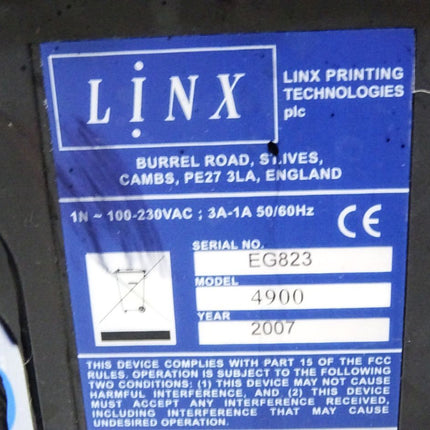 LINX
LINX PRINTING
TECHNOLOGIES
plc
BURREL ROAD, ST.IVES,
CAMBS, PE27 3LA, ENGLAND
1N ~ 100-230VAC ; 3A-1A 50/60Hz
CE
SERIAL NO.
EG823
MODEL
4900
YEAR
2007
THIS DEVICE COMPLIES WITH PART 15 OF THE FCC
RULES. OPERATION IS SUBJECT TO THE FOLLOWING
TWO CONDITIONS: (1) THIS DEVICE MAY NOT CAUSE
HARMFUL INTERFERENCE, AND (2) THIS DEVICE
MUST ACCEPT ANY INTERFERENCE RECEIVED,
INCLUDING INTERFERENCE THAT MAY CAUSE
UNDESIRED OPERATION.